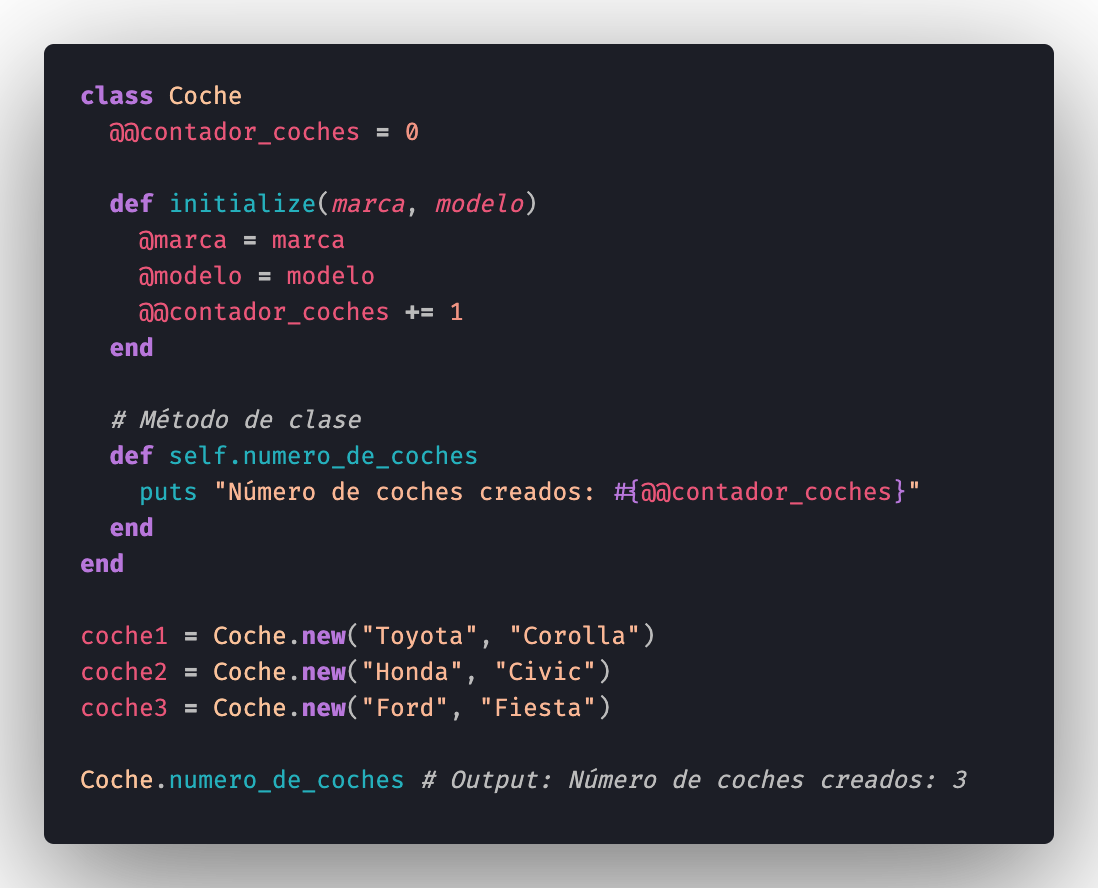 class Coche
  @@contador_coches = 0

  def initialize(marca, modelo)
    @marca = marca
    @modelo = modelo
    @@contador_coches += 1
  end

  # Método de clase
  def self.numero_de_coches
    puts "Número de coches creados: #{@@contador_coches}"
  end
end

coche1 = Coche.new("Toyota", "Corolla")
coche2 = Coche.new("Honda", "Civic")
coche3 = Coche.new("Ford", "Fiesta")

Coche.numero_de_coches # Output: Número de coches creados: 3